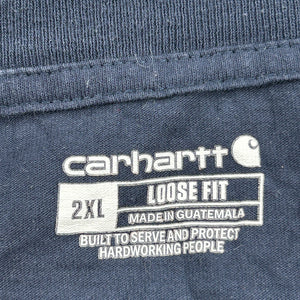 carhartt
2XL
LOOSE FIT
MADE IN GUATEMALA
BUILT TO SERVE AND PROTECT
HARDWORKING PEOPLE